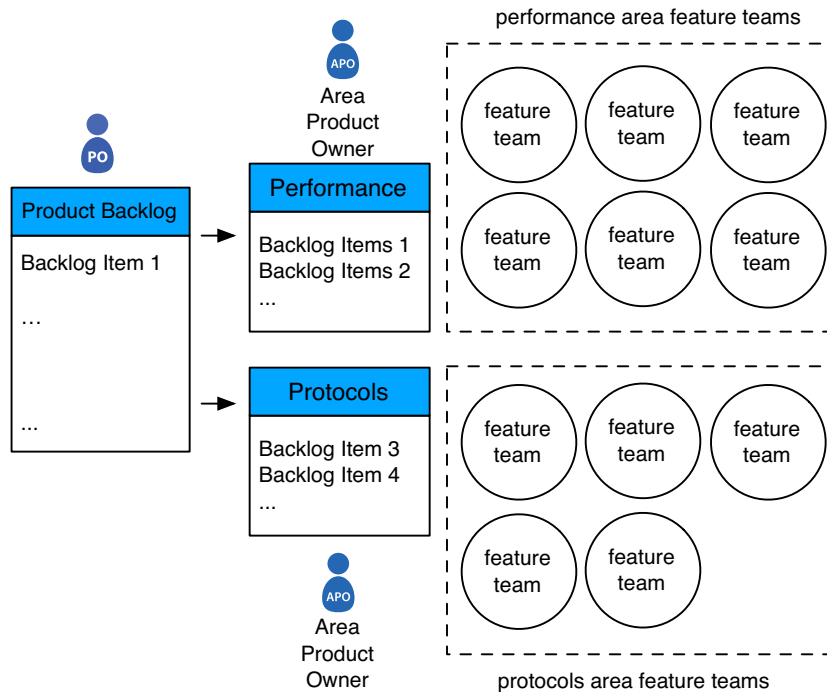 performance area feature teams
APO
Area
Product
Owner
PO
Product Backlog
Backlog Item 1
...
...
Performance
Backlog Items 1
Backlog Items 2
...
feature
team
feature
team
feature
team
feature
team
feature
team
feature
team
Protocols
Backlog Item 3
Backlog Item 4
...
APO
Area
Product
Owner
feature
team
feature
team
feature
team
feature
team
feature
team
protocols area feature teams